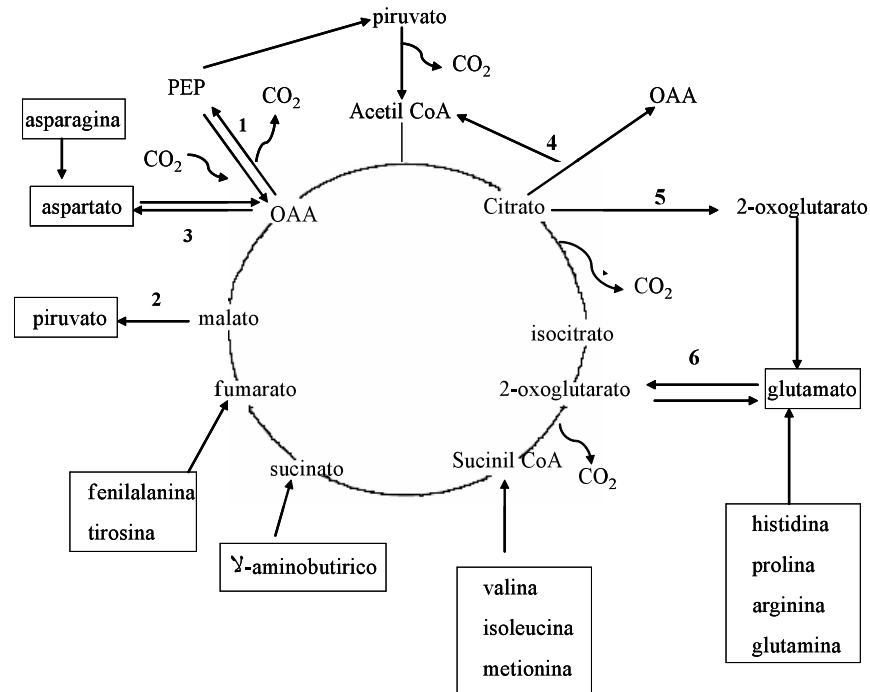 piruvato
CO2
PEP
CO2
Acetil CoA
OAA
asparagina
1
4
CO2
aspartato
OAA
Citrato
5
2-oxoglutarato
3
CO2
piruvato
2
malato
isocitrato
6
fumarato
2-oxoglutarato
glutamato
sucinato
Sucinil CoA
CO2
fenilalanina
tirosina
ꓘ-aminobutirico
valina
isoleucina
metionina
histidina
prolina
arginina
glutamina